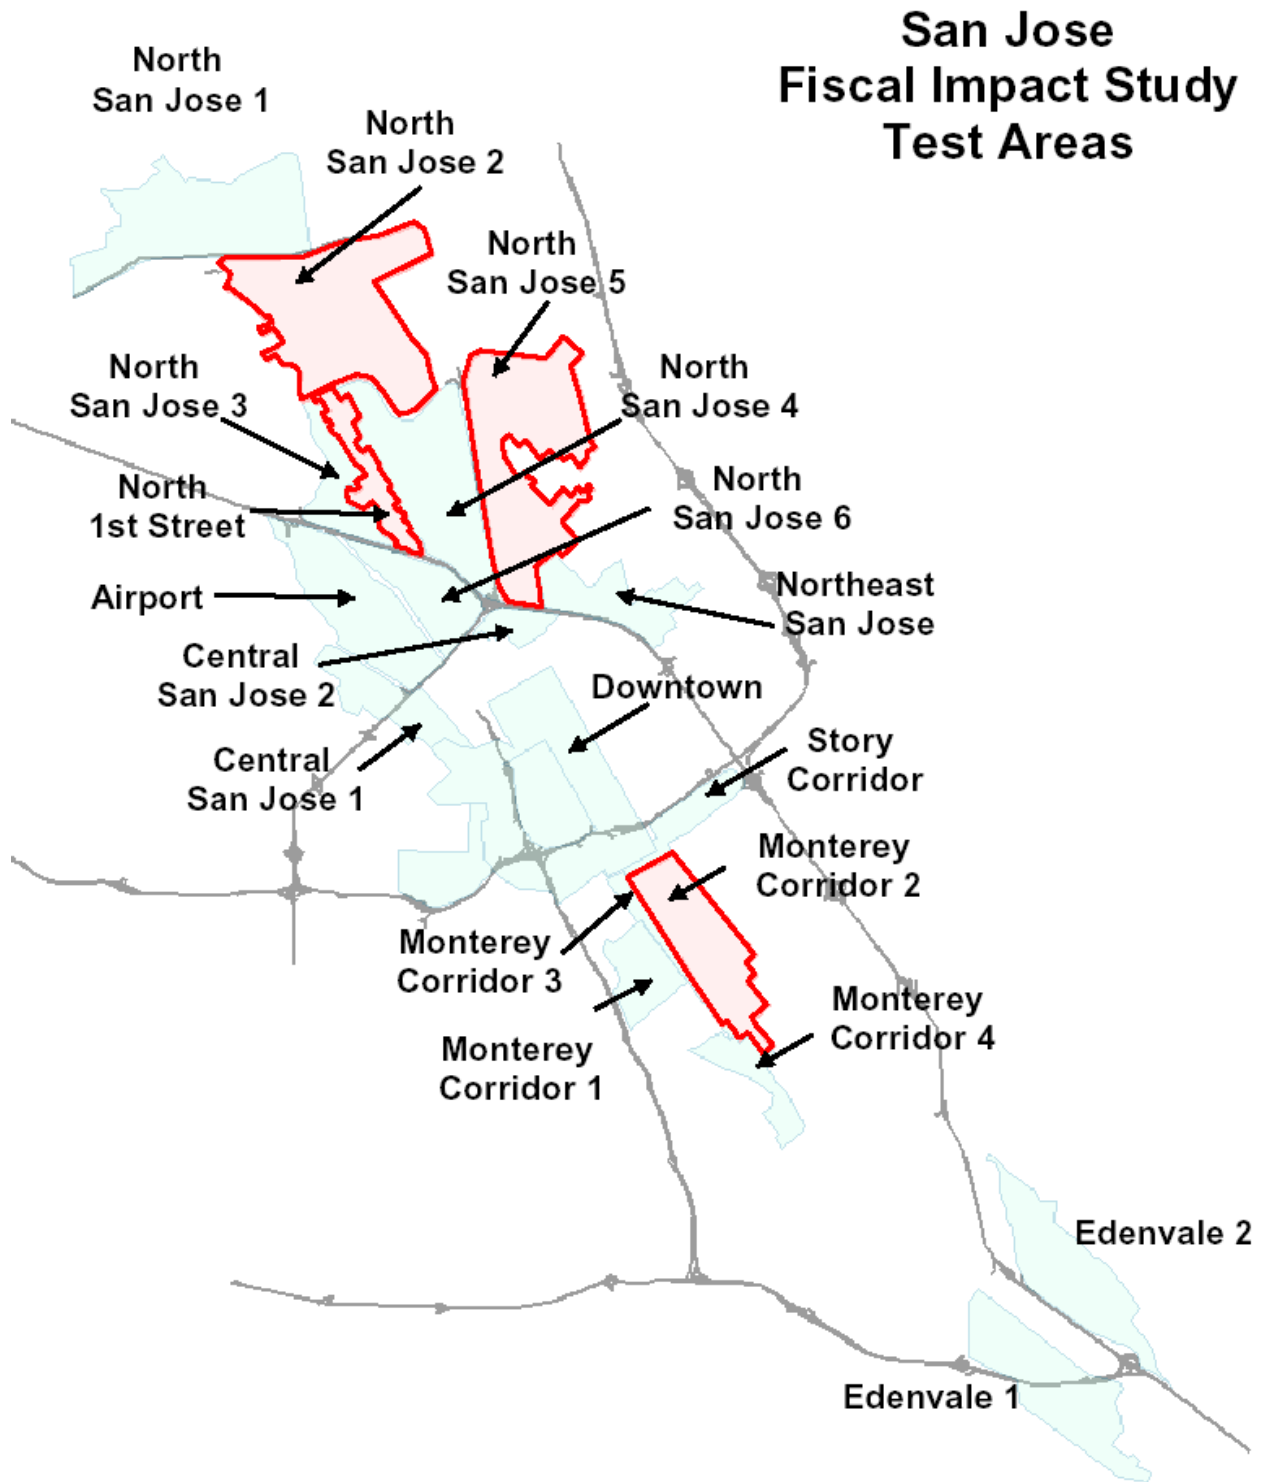 San Jose
Fiscal Impact Study
Test Areas
North
San Jose 1
North
San Jose 2
North
San Jose 5
North
San Jose 3
North
San Jose 4
North
1st Street
North
San Jose 6
Airport
Northeast
San Jose
Central
San Jose 2
Downtown
Central
San Jose 1
Story
Corridor
Monterey
Corridor 2
Monterey
Corridor 3
Monterey
Corridor 4
Monterey
Corridor 1
Edenvale 2
Edenvale 1